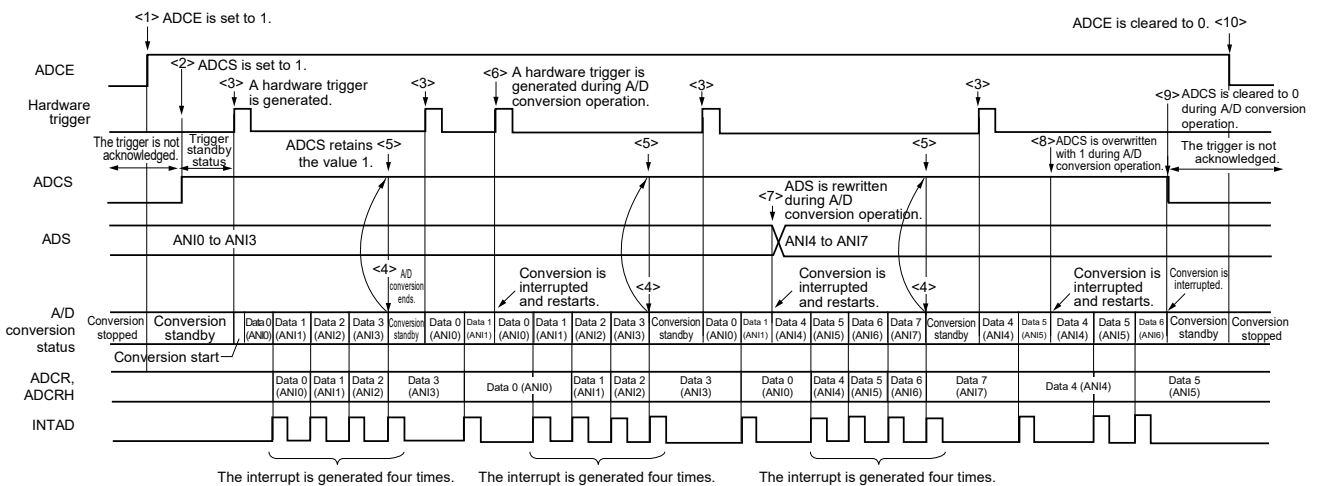 <1> ADCE is set to 1.
ADCE is cleared to 0. <10>
ADCE
<2> ADCS is set to 1.
<3> A hardware trigger
is generated.
<3>
<6> A hardware trigger is
generated during A/D
conversion operation.
<3>
<3>
<9> ADCS is cleared to 0
during A/D conversion
operation.
Hardware
trigger
The trigger is not
acknowledged.
Trigger
standby
status
ADCS retains <5>
the value 1.
<5>
<5>
<8> ADCS is overwritten
with 1 during A/D
conversion operation.
The trigger is not
acknowledged.
ADCS
<7> ADS is rewritten
during A/D
conversion operation.
ADS
ANI0 to ANI3
ANI4 to ANI7
<4> A/D
conversion
ends.
Conversion is
interrupted
and restarts.
<4>
Conversion is
interrupted
and restarts.
<4>
Conversion is
interrupted
and restarts.
Conversion is
interrupted.
A/D
conversion
status
Conversion
stopped
Conversion
standby
Data 0
(ANI0)
Data 1
(ANI1)
Data 2
(ANI2)
Data 3
(ANI3)
Conversion
standby
Data 0
(ANI0)
Data 1
(ANI1)
Data 0
(ANI0)
Data 1
(ANI1)
Data 2
(ANI2)
Data 3
(ANI3)
Conversion
standby
Data 0
(ANI0)
Data 1
(ANI1)
Data 4
(ANI4)
Data 5
(ANI5)
Data 6
(ANI6)
Data 7
(ANI7)
Conversion
standby
Data 4
(ANI4)
Data 5
(ANI5)
Data 4
(ANI4)
Data 5
(ANI5)
Data 6
(ANI6)
Conversion
standby
Conversion
stopped
Conversion start
ADCR,
ADCRH
Data 0
(ANI0)
Data 1
(ANI1)
Data 2
(ANI2)
Data 3
(ANI3)
Data 0 (ANI0)
Data 1
(ANI1)
Data 2
(ANI2)
Data 3
(ANI3)
Data 0
(ANI0)
Data 4
(ANI4)
Data 5
(ANI5)
Data 6
(ANI6)
Data 7
(ANI7)
Data 4 (ANI4)
Data 5
(ANI5)
INTAD
The interrupt is generated four times.
The interrupt is generated four times.
The interrupt is generated four times.